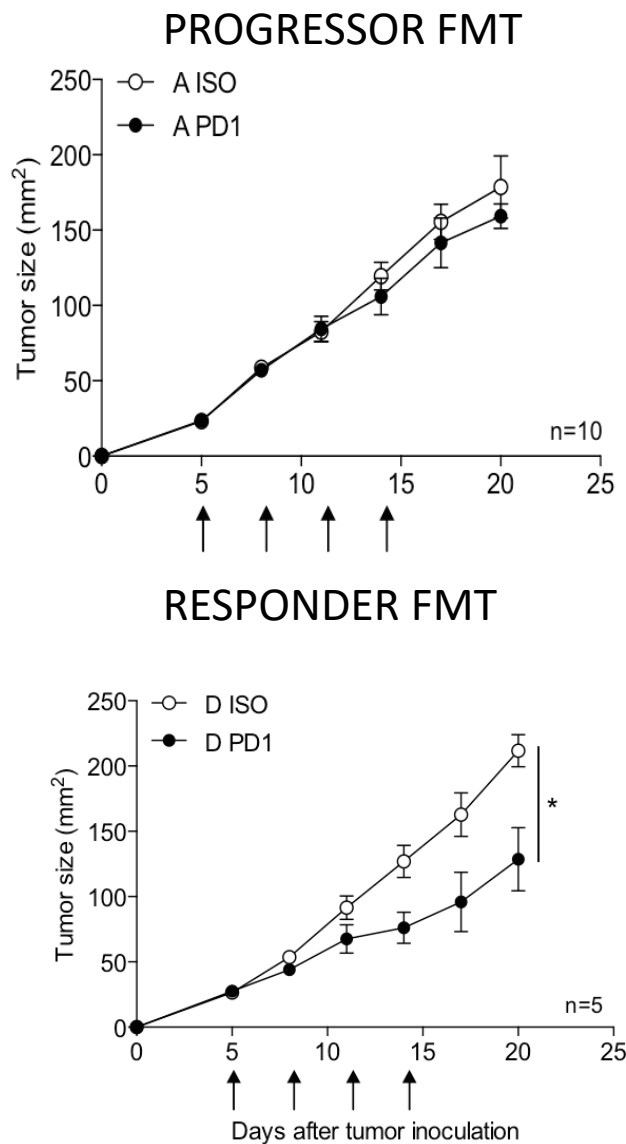 PROGRESSOR FMT
A ISO
A PD1
Tumor size (mm²)
250
200
150
100
50
0
n=10
0 5 10 15 20 25
RESPONDER FMT
D ISO
D PD1
Tumor size (mm²)
250
200
150
100
50
0
*
n=5
0 5 10 15 20 25
Days after tumor inoculation